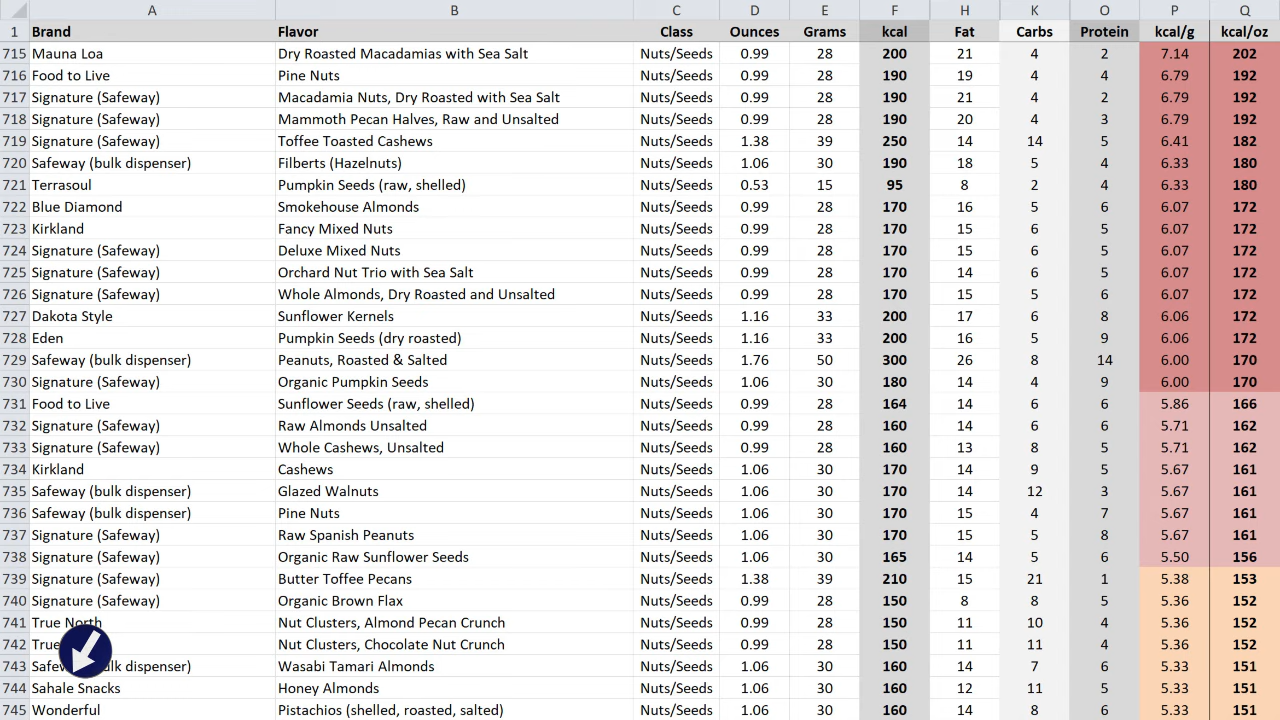 A B C D E F H K O P Q
1 Brand Flavor Class Ounces Grams kcal Fat Carbs Protein kcal/g kcal/oz
715 Mauna Loa Dry Roasted Macadamias with Sea Salt Nuts/Seeds 0.99 28 200 21 4 2 7.14 202
716 Food to Live Pine Nuts Nuts/Seeds 0.99 28 190 19 4 4 6.79 192
717 Signature (Safeway) Macadamia Nuts, Dry Roasted with Sea Salt Nuts/Seeds 0.99 28 190 21 4 2 6.79 192
718 Signature (Safeway) Mammoth Pecan Halves, Raw and Unsalted Nuts/Seeds 0.99 28 190 20 4 3 6.79 192
719 Signature (Safeway) Toffee Toasted Cashews Nuts/Seeds 1.38 39 250 14 14 5 6.41 182
720 Safeway (bulk dispenser) Filberts (Hazelnuts) Nuts/Seeds 1.06 30 190 18 5 4 6.33 180
721 Terrasoul Pumpkin Seeds (raw, shelled) Nuts/Seeds 0.53 15 95 8 2 4 6.33 180
722 Blue Diamond Smokehouse Almonds Nuts/Seeds 0.99 28 170 16 5 6 6.07 172
723 Kirkland Fancy Mixed Nuts Nuts/Seeds 0.99 28 170 15 6 5 6.07 172
724 Signature (Safeway) Deluxe Mixed Nuts Nuts/Seeds 0.99 28 170 15 6 5 6.07 172
725 Signature (Safeway) Orchard Nut Trio with Sea Salt Nuts/Seeds 0.99 28 170 14 6 5 6.07 172
726 Signature (Safeway) Whole Almonds, Dry Roasted and Unsalted Nuts/Seeds 0.99 28 170 15 5 6 6.07 172
727 Dakota Style Sunflower Kernels Nuts/Seeds 1.16 33 200 17 6 8 6.06 172
728 Eden Pumpkin Seeds (dry roasted) Nuts/Seeds 1.16 33 200 16 5 9 6.06 172
729 Safeway (bulk dispenser) Peanuts, Roasted & Salted Nuts/Seeds 1.76 50 300 26 8 14 6.00 170
730 Signature (Safeway) Organic Pumpkin Seeds Nuts/Seeds 1.06 30 180 14 4 9 6.00 170
731 Food to Live Sunflower Seeds (raw, shelled) Nuts/Seeds 0.99 28 164 14 6 6 5.86 166
732 Signature (Safeway) Raw Almonds Unsalted Nuts/Seeds 0.99 28 160 14 6 6 5.71 162
733 Signature (Safeway) Whole Cashews, Unsalted Nuts/Seeds 0.99 28 160 13 8 5 5.71 162
734 Kirkland Cashews Nuts/Seeds 1.06 30 170 14 9 5 5.67 161
735 Safeway (bulk dispenser) Glazed Walnuts Nuts/Seeds 1.06 30 170 14 12 3 5.67 161
736 Safeway (bulk dispenser) Pine Nuts Nuts/Seeds 1.06 30 170 15 4 7 5.67 161
737 Signature (Safeway) Raw Spanish Peanuts Nuts/Seeds 1.06 30 170 15 5 8 5.67 161
738 Signature (Safeway) Organic Raw Sunflower Seeds Nuts/Seeds 1.06 30 165 14 5 6 5.50 156
739 Signature (Safeway) Butter Toffee Pecans Nuts/Seeds 1.38 39 210 15 21 1 5.38 153
740 Signature (Safeway) Organic Brown Flax Nuts/Seeds 0.99 28 150 8 8 5 5.36 152
741 True North Nut Clusters, Almond Pecan Crunch Nuts/Seeds 0.99 28 150 11 10 4 5.36 152
742 True Nut Clusters, Chocolate Nut Crunch Nuts/Seeds 0.99 28 150 11 11 4 5.36 152
743 dispenser) Wasabi Tamari Almonds Nuts/Seeds 1.06 30 160 14 7 6 5.33 151
744 Sahale Snacks Honey Almonds Nuts/Seeds 1.06 30 160 12 11 5 5.33 151
745 Wonderful Pistachios (shelled, roasted, salted) Nuts/Seeds 1.06 30 160 14 8 6 5.33 151